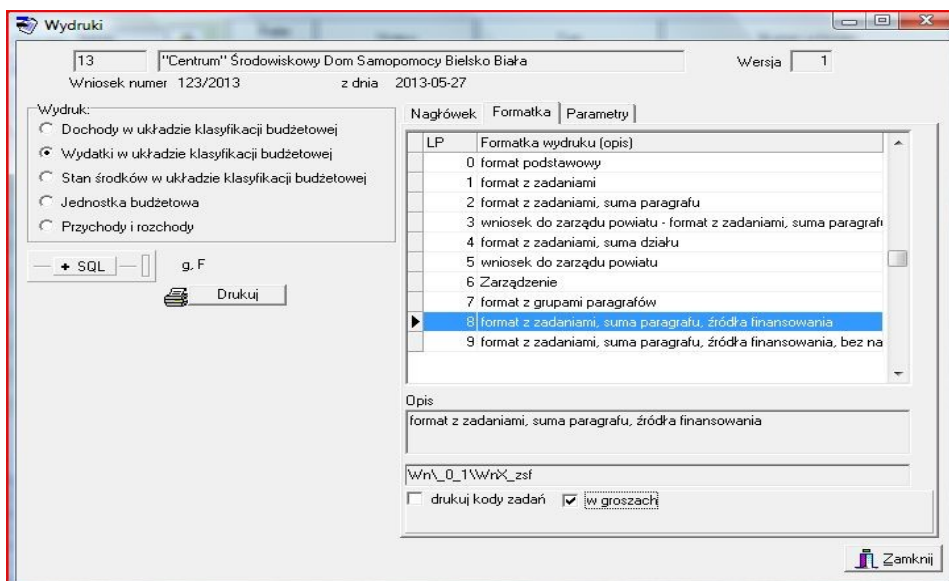 Wydruki
13 "Centrum" Środowiskowy Dom Samopomocy Bielsko Biała Wersja 1
Wniosek numer 123/2013 z dnia 2013-05-27
Wydruk:
Dochody w układzie klasyfikacji budżetowej
Wydatki w układzie klasyfikacji budżetowej
Stan środków w układzie klasyfikacji budżetowej
Jednostka budżetowa
Przychody i rozchody
+ SQL g, F
Drukuj
Nagłówek Formatka Parametry
LP Formatka wydruku (opis)
0 format podstawowy
1 format z zadaniami
2 format z zadaniami, suma paragrafu
3 wniosek do zarządu powiatu - format z zadaniami, suma paragrafu
4 format z zadaniami, suma działu
5 wniosek do zarządu powiatu
6 Zarządzenie
7 format z grupami paragrafów
8 format z zadaniami, suma paragrafu, źródła finansowania
9 format z zadaniami, suma paragrafu, źródła finansowania, bez na
Opis
format z zadaniami, suma paragrafu, źródła finansowania
Wn\_0_1\WnX_zsf
drukuj kody zadań w groszach
Zamknij